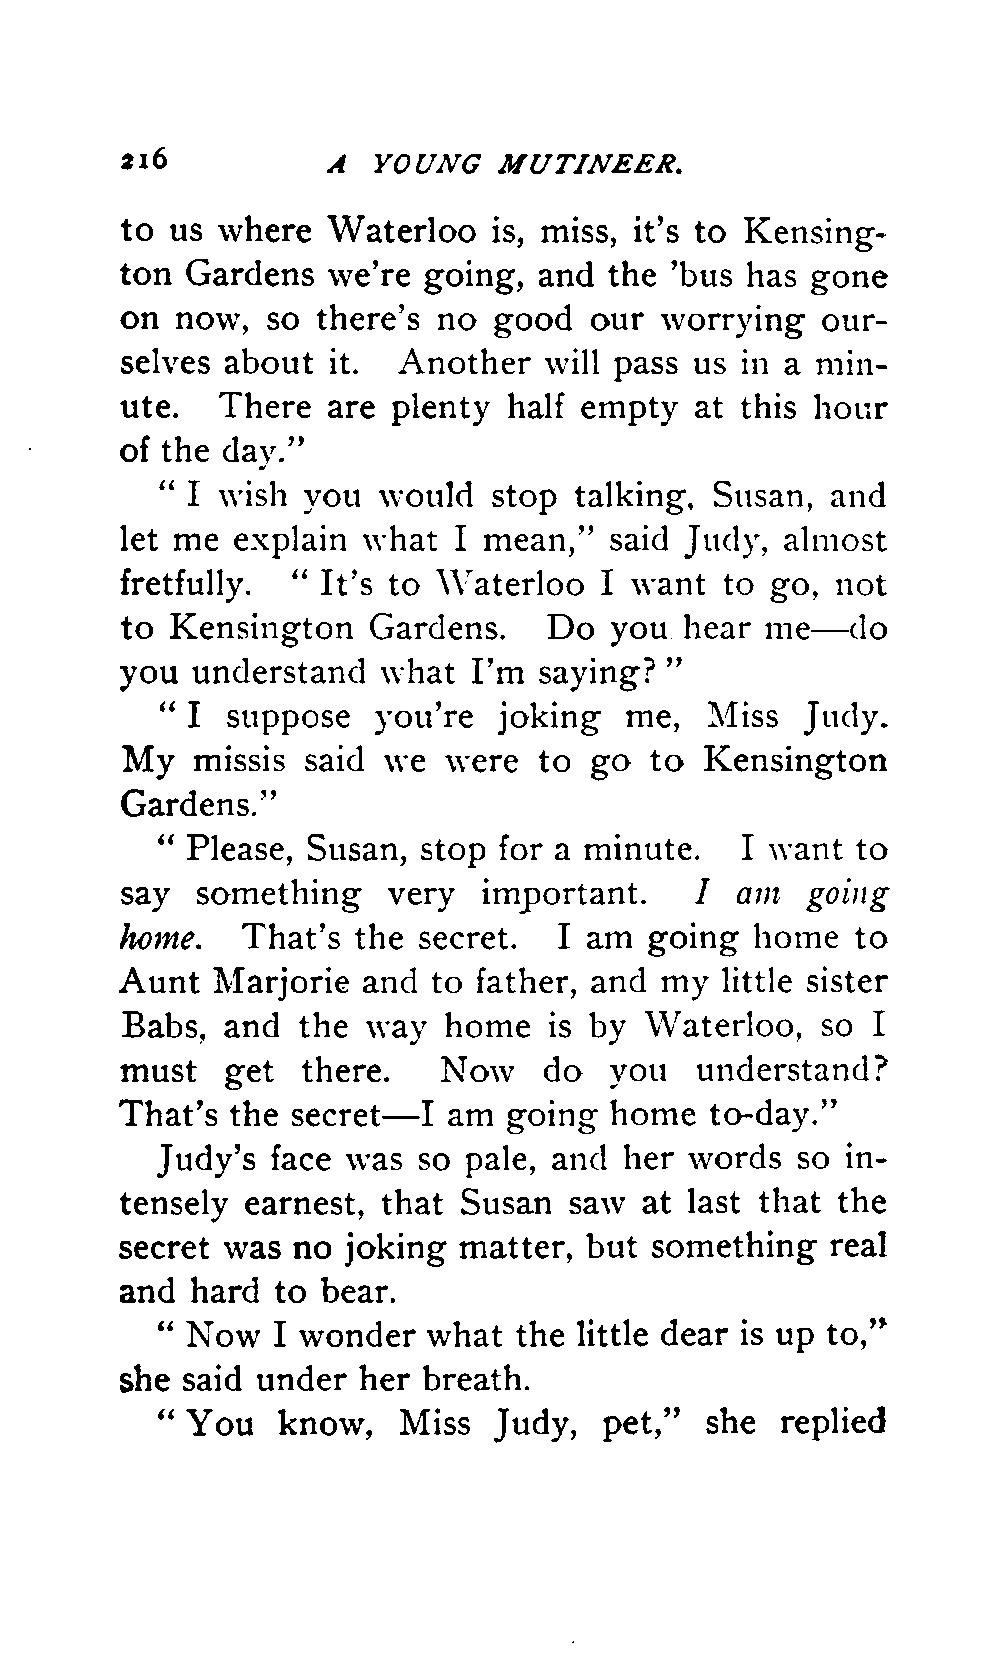 216 A YOUNG MUTINEER.
to us where Waterloo is, miss, it's to Kensing-
ton Gardens we're going, and the 'bus has gone
on now, so there's no good our worrying our-
selves about it. Another will pass us in a min-
ute. There are plenty half empty at this hour
of the day."
" I wish you would stop talking, Susan, and
let me explain what I mean," said Judy, almost
fretfully. " It's to Waterloo I want to go, not
to Kensington Gardens. Do you hear me—do
you understand what I'm saying? "
" I suppose you're joking me, Miss Judy.
My missis said we were to go to Kensington
Gardens."
" Please, Susan, stop for a minute. I want to
say something very important. I am going
home. That's the secret. I am going home to
Aunt Marjorie and to father, and my little sister
Babs, and the way home is by Waterloo, so I
must get there. Now do you understand?
That's the secret—I am going home to-day."
Judy's face was so pale, and her words so in-
tensely earnest, that Susan saw at last that the
secret was no joking matter, but something real
and hard to bear.
" Now I wonder what the little dear is up to,"
she said under her breath.
" You know, Miss Judy, pet," she replied